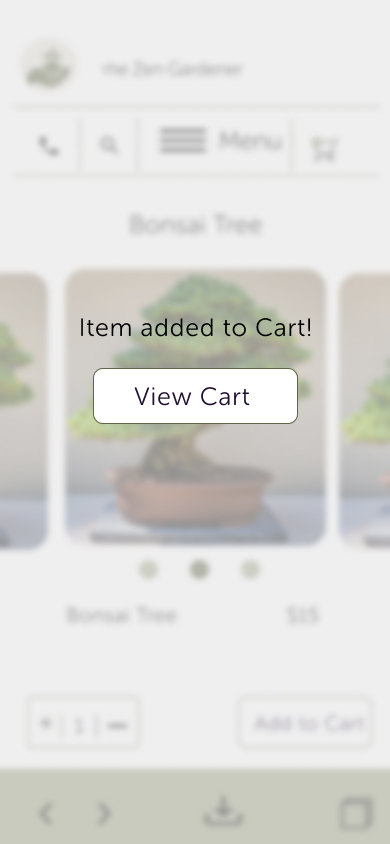 The Zen Gardener
Menu
Bonsai Tree
Item added to Cart!
View Cart
Bonsai Tree $15
1
Add to Cart